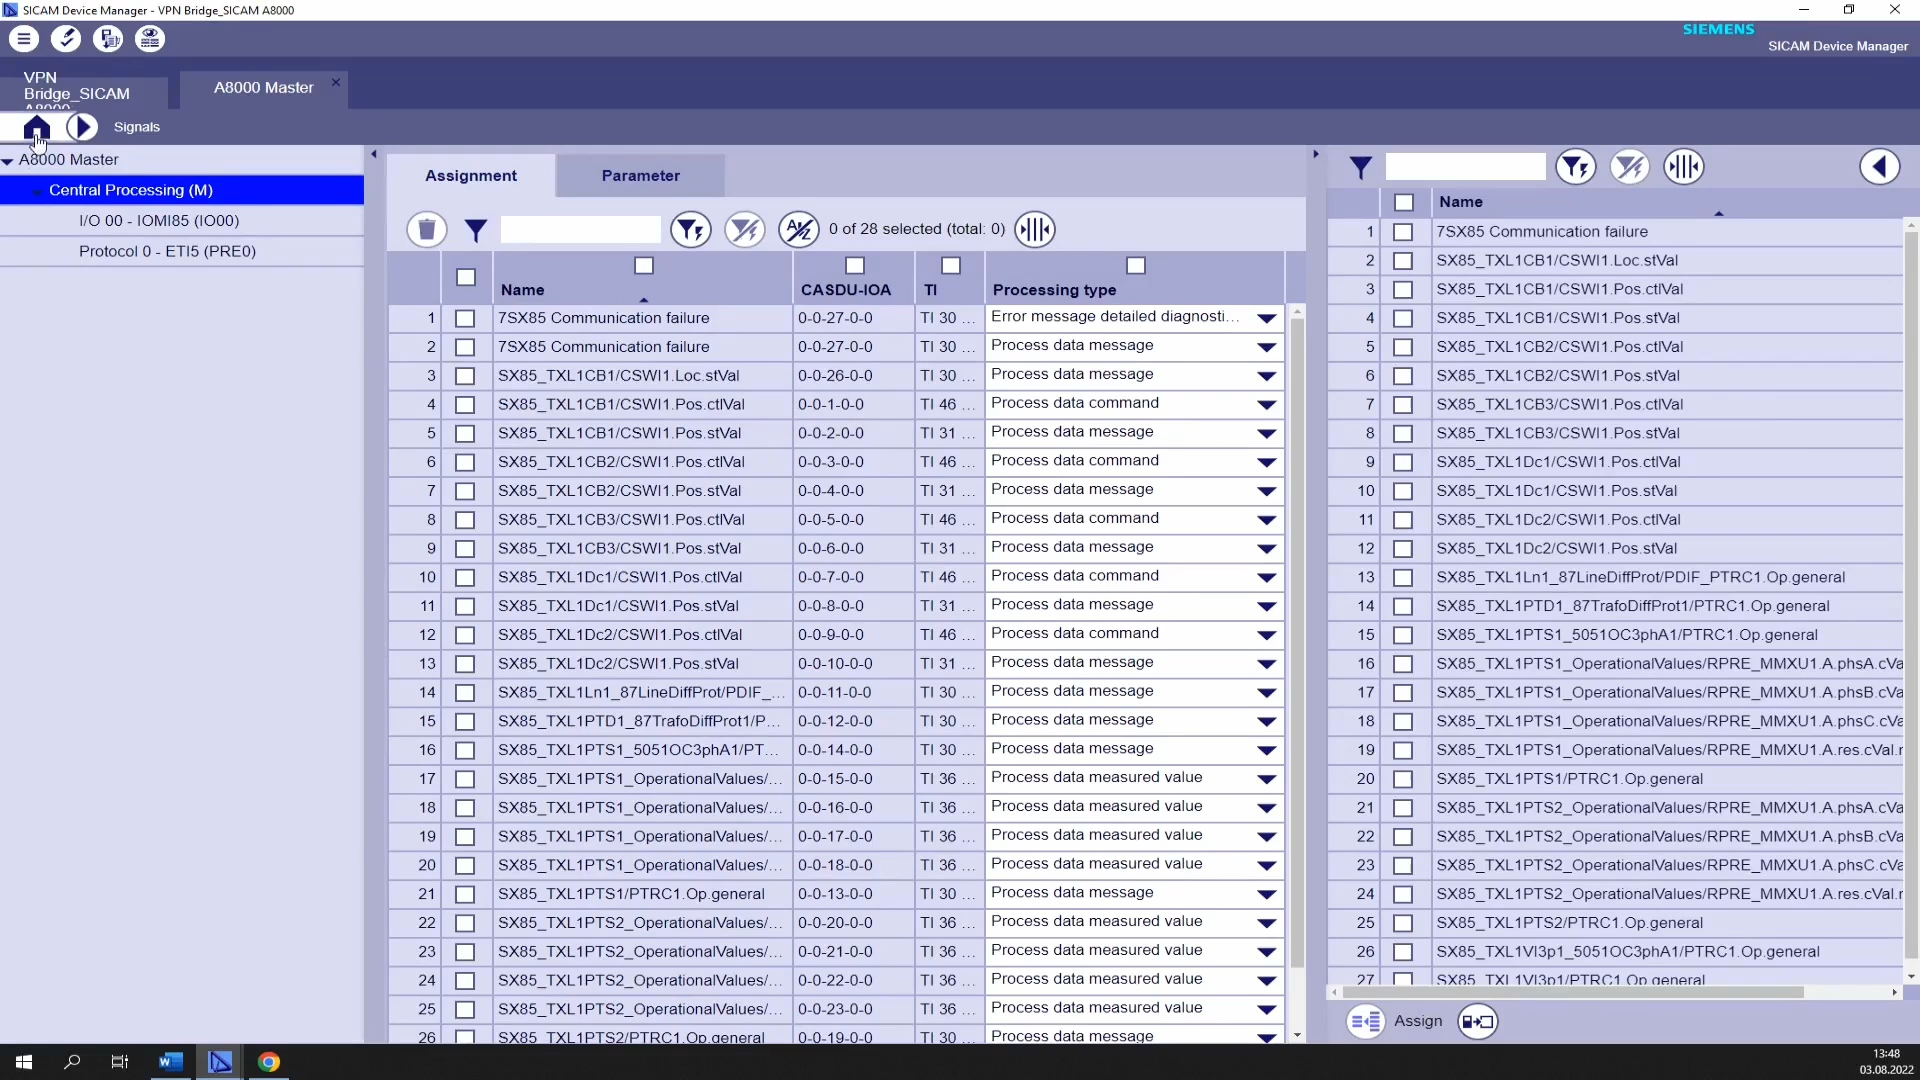 SICAM Device Manager - VPN Bridge_SICAM A8000
SIEMENS
SICAM Device Manager
VPN
Bridge_SICAM
A8000
A8000 Master
Signals
A8000 Master
Central Processing (M)
I/O 00 - IOMI85 (IO00)
Protocol 0 - ETI5 (PRE0)
Assignment
Parameter
0 of 28 selected (total: 0)
Name CASDU-IOA TI Processing type
1 7SX85 Communication failure 0-0-27-0-0 TI 30 ... Error message detailed diagnosti...
2 7SX85 Communication failure 0-0-27-0-0 TI 30 ... Process data message
3 SX85_TXL1CB1/CSWI1.Loc.stVal 0-0-26-0-0 TI 30 ... Process data message
4 SX85_TXL1CB1/CSWI1.Pos.ctlVal 0-0-1-0-0 TI 46 ... Process data command
5 SX85_TXL1CB1/CSWI1.Pos.stVal 0-0-2-0-0 TI 31 ... Process data message
6 SX85_TXL1CB2/CSWI1.Pos.ctlVal 0-0-3-0-0 TI 46 ... Process data command
7 SX85_TXL1CB2/CSWI1.Pos.stVal 0-0-4-0-0 TI 31 ... Process data message
8 SX85_TXL1CB3/CSWI1.Pos.ctlVal 0-0-5-0-0 TI 46 ... Process data command
9 SX85_TXL1CB3/CSWI1.Pos.stVal 0-0-6-0-0 TI 31 ... Process data message
10 SX85_TXL1Dc1/CSWI1.Pos.ctlVal 0-0-7-0-0 TI 46 ... Process data command
11 SX85_TXL1Dc1/CSWI1.Pos.stVal 0-0-8-0-0 TI 31 ... Process data message
12 SX85_TXL1Dc2/CSWI1.Pos.ctlVal 0-0-9-0-0 TI 46 ... Process data command
13 SX85_TXL1Dc2/CSWI1.Pos.stVal 0-0-10-0-0 TI 31 ... Process data message
14 SX85_TXL1Ln1_87LineDiffProt/PDIF_... 0-0-11-0-0 TI 30 ... Process data message
15 SX85_TXL1PTD1_87TrafoDiffProt1/P... 0-0-12-0-0 TI 30 ... Process data message
16 SX85_TXL1PTS1_5051OC3phA1/PT... 0-0-14-0-0 TI 30 ... Process data message
17 SX85_TXL1PTS1_OperationalValues/... 0-0-15-0-0 TI 36 ... Process data measured value
18 SX85_TXL1PTS1_OperationalValues/... 0-0-16-0-0 TI 36 ... Process data measured value
19 SX85_TXL1PTS1_OperationalValues/... 0-0-17-0-0 TI 36 ... Process data measured value
20 SX85_TXL1PTS1_OperationalValues/... 0-0-18-0-0 TI 36 ... Process data measured value
21 SX85_TXL1PTS1/PTRC1.Op.general 0-0-13-0-0 TI 30 ... Process data message
22 SX85_TXL1PTS2_OperationalValues/... 0-0-20-0-0 TI 36 ... Process data measured value
23 SX85_TXL1PTS2_OperationalValues/... 0-0-21-0-0 TI 36 ... Process data measured value
24 SX85_TXL1PTS2_OperationalValues/... 0-0-22-0-0 TI 36 ... Process data measured value
25 SX85_TXL1PTS2_OperationalValues/... 0-0-23-0-0 TI 36 ... Process data measured value
26 SX85_TXL1PTS2/PTRC1.Op.general 0-0-19-0-0 TI 30 ... Process data message
Name
1 7SX85 Communication failure
2 SX85_TXL1CB1/CSWI1.Loc.stVal
3 SX85_TXL1CB1/CSWI1.Pos.ctlVal
4 SX85_TXL1CB1/CSWI1.Pos.stVal
5 SX85_TXL1CB2/CSWI1.Pos.ctlVal
6 SX85_TXL1CB2/CSWI1.Pos.stVal
7 SX85_TXL1CB3/CSWI1.Pos.ctlVal
8 SX85_TXL1CB3/CSWI1.Pos.stVal
9 SX85_TXL1Dc1/CSWI1.Pos.ctlVal
10 SX85_TXL1Dc1/CSWI1.Pos.stVal
11 SX85_TXL1Dc2/CSWI1.Pos.ctlVal
12 SX85_TXL1Dc2/CSWI1.Pos.stVal
13 SX85_TXL1Ln1_87LineDiffProt/PDIF_PTRC1.Op.general
14 SX85_TXL1PTD1_87TrafoDiffProt1/PTRC1.Op.general
15 SX85_TXL1PTS1_5051OC3phA1/PTRC1.Op.general
16 SX85_TXL1PTS1_OperationalValues/RPRE_MMXU1.A.phsA.cVa
17 SX85_TXL1PTS1_OperationalValues/RPRE_MMXU1.A.phsB.cVa
18 SX85_TXL1PTS1_OperationalValues/RPRE_MMXU1.A.phsC.cVa
19 SX85_TXL1PTS1_OperationalValues/RPRE_MMXU1.A.res.cVal.r
20 SX85_TXL1PTS1/PTRC1.Op.general
21 SX85_TXL1PTS2_OperationalValues/RPRE_MMXU1.A.phsA.cVa
22 SX85_TXL1PTS2_OperationalValues/RPRE_MMXU1.A.phsB.cVa
23 SX85_TXL1PTS2_OperationalValues/RPRE_MMXU1.A.phsC.cVa
24 SX85_TXL1PTS2_OperationalValues/RPRE_MMXU1.A.res.cVal.r
25 SX85_TXL1PTS2/PTRC1.Op.general
26 SX85_TXL1VI3p1_5051OC3phA1/PTRC1.Op.general
27 SX85_TXL1VI3p1/PTRC1.Op.general
Assign
13:48
03.08.2022